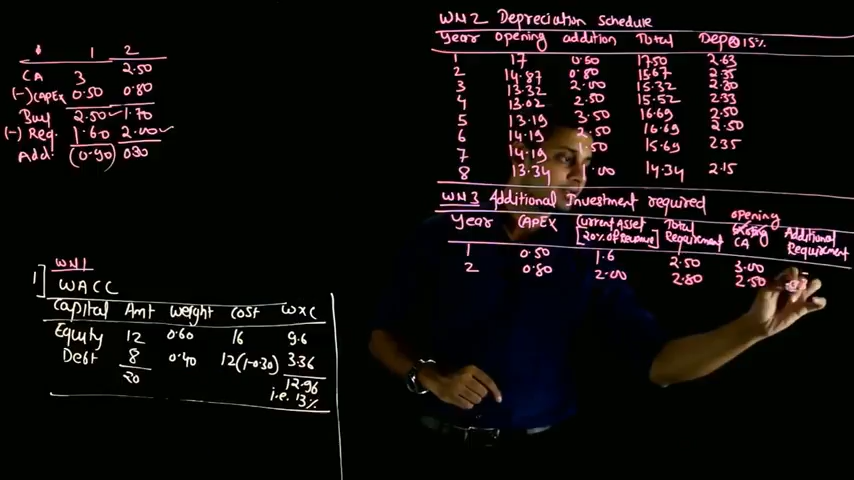 1 2
CA 3 2.50
(-) CAPEX 0.50 0.80
Buy 2.50 1.70
(-) Req. 1.60 2.00
Add. (0.90) 030
WN1
1] WACC
Capital Amt Weight Cost WXC
Equity 12 0.60 16 9.6
Debt 8 0.40 12(1-0.30) 3.36
20 12.96
i.e. 13%
WN2 Depreciation Schedule
Year opening addition Total Dep @ 15%
1 17 0.50 1750 2.63
2 14.87 0.80 15.67 2.35
3 13.32 2.00 15.32 2.30
4 13.02 2.50 15.52 2.33
5 13.19 3.50 16.69 2.50
6 14.19 2.50 16.69 2.50
7 14.19 1.50 15.69 235
8 13.34 .00 14.34 2.15
WN3 Additional Investment required
Year CAPEX Current Asset [20% of Revenue] Total Requirement opening CA Additional Requirement
1 0.50 1.6 2.50 3.00 -
2 0.80 2.00 2.80 2.50